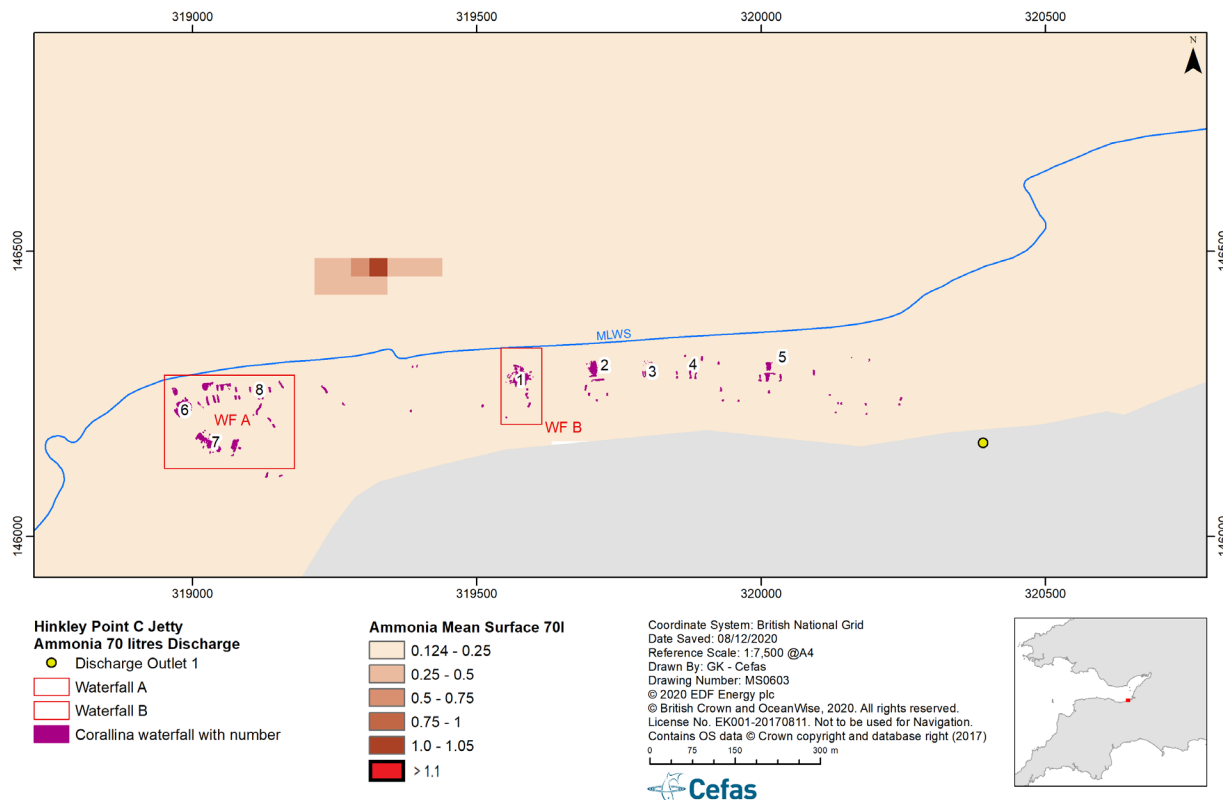 319000 319500 320000 320500
N
146500 146500
MLWS
5
2 4
3
1
8
6
WF A
WF B
7
146000 146000
319000 319500 320000 320500
Hinkley Point C Jetty
Ammonia 70 litres Discharge
Discharge Outlet 1
Waterfall A
Waterfall B
Corallina waterfall with number
Ammonia Mean Surface 70l
0.124 - 0.25
0.25 - 0.5
0.5 - 0.75
0.75 - 1
1.0 - 1.05
> 1.1
Coordinate System: British National Grid
Date Saved: 08/12/2020
Reference Scale: 1:7,500 @A4
Drawn By: GK - Cefas
Drawing Number: MS0603
© 2020 EDF Energy plc
© British Crown and OceanWise, 2020. All rights reserved.
License No. EK001-20170811. Not to be used for Navigation.
Contains OS data © Crown copyright and database right (2017)
0 75 150 300 m
Cefas